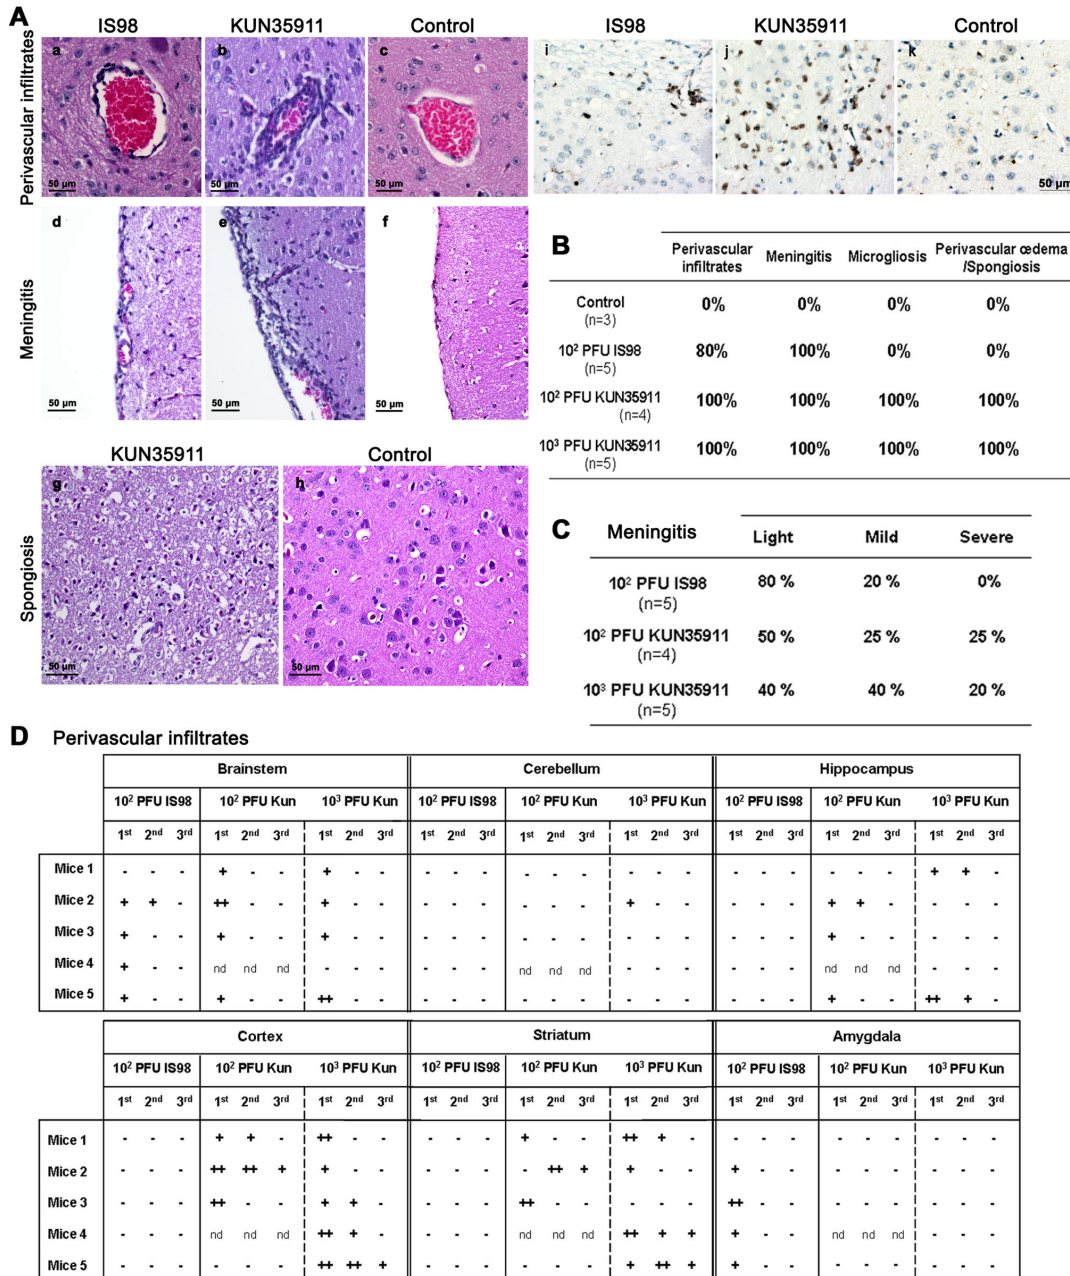 A
IS98 KUN35911 Control
Perivascular infiltrates
a b c
50 µm 50 µm 50 µm
Meningitis
d e f
50 µm 50 µm 50 µm
KUN35911 Control
Spongiosis
g h
50 µm 50 µm
IS98 KUN35911 Control
i j k
50 µm
B
Perivascular infiltrates Meningitis Microgliosis Perivascular œdema /Spongiosis
Control (n=3) 0% 0% 0% 0%
10² PFU IS98 (n=5) 80% 100% 0% 0%
10² PFU KUN35911 (n=4) 100% 100% 100% 100%
10³ PFU KUN35911 (n=5) 100% 100% 100% 100%
C
Meningitis Light Mild Severe
10² PFU IS98 (n=5) 80 % 20 % 0%
10² PFU KUN35911 (n=4) 50 % 25 % 25 %
10³ PFU KUN35911 (n=5) 40 % 40 % 20 %
D Perivascular infiltrates
Brainstem Cerebellum Hippocampus
10² PFU IS98 10² PFU Kun 10³ PFU Kun 10² PFU IS98 10² PFU Kun 10³ PFU Kun 10² PFU IS98 10² PFU Kun 10³ PFU Kun
1st 2nd 3rd 1st 2nd 3rd 1st 2nd 3rd 1st 2nd 3rd 1st 2nd 3rd 1st 2nd 3rd 1st 2nd 3rd 1st 2nd 3rd 1st 2nd 3rd
Mice 1 - - - + - - + - - - - - - - - - - - - - - - - - + + -
Mice 2 + + - ++ - - + - - - - - - - - + - - - - - + + - - - -
Mice 3 + - - + - - + - - - - - - - - - - - - - - + - - - - -
Mice 4 + - - nd nd nd - - - - - - nd nd nd - - - - - - nd nd nd - - -
Mice 5 + - - + - - ++ - - - - - - - - - - - - - - + - - ++ + -
Cortex Striatum Amygdala
10² PFU IS98 10² PFU Kun 10³ PFU Kun 10² PFU IS98 10² PFU Kun 10³ PFU Kun 10² PFU IS98 10² PFU Kun 10³ PFU Kun
1st 2nd 3rd 1st 2nd 3rd 1st 2nd 3rd 1st 2nd 3rd 1st 2nd 3rd 1st 2nd 3rd 1st 2nd 3rd 1st 2nd 3rd 1st 2nd 3rd
Mice 1 - - - + + - ++ - - - - - + - - ++ + - - - - - - - - - -
Mice 2 - - - ++ ++ + + - - - - - - ++ + + - - + - - - - - - - -
Mice 3 - - - ++ - - + + - - - - ++ - - - - - ++ - - - - - - - -
Mice 4 - - - nd nd nd ++ + - - - - nd nd nd ++ + + + - - nd nd nd - - -
Mice 5 - - - - - - ++ ++ + - - - - - - + ++ + + - - - - - - - -